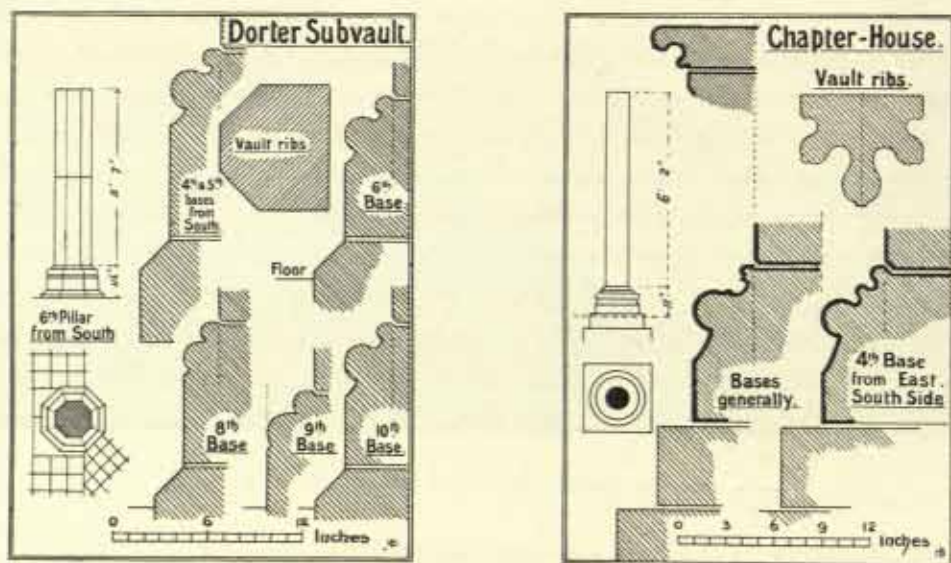 Dorter Subvault.
Vault ribs
4th & 5th
bases
from
South
6th
Base
Floor
6th Pillar
from South
8th
Base
9th
Base
10th
Base.
0 6 12
Inches
Chapter-House.
Vault ribs.
6' 2"
11"
Bases
generally.
4th Base
from East.
South Side
0 3 6 9 12
Inches